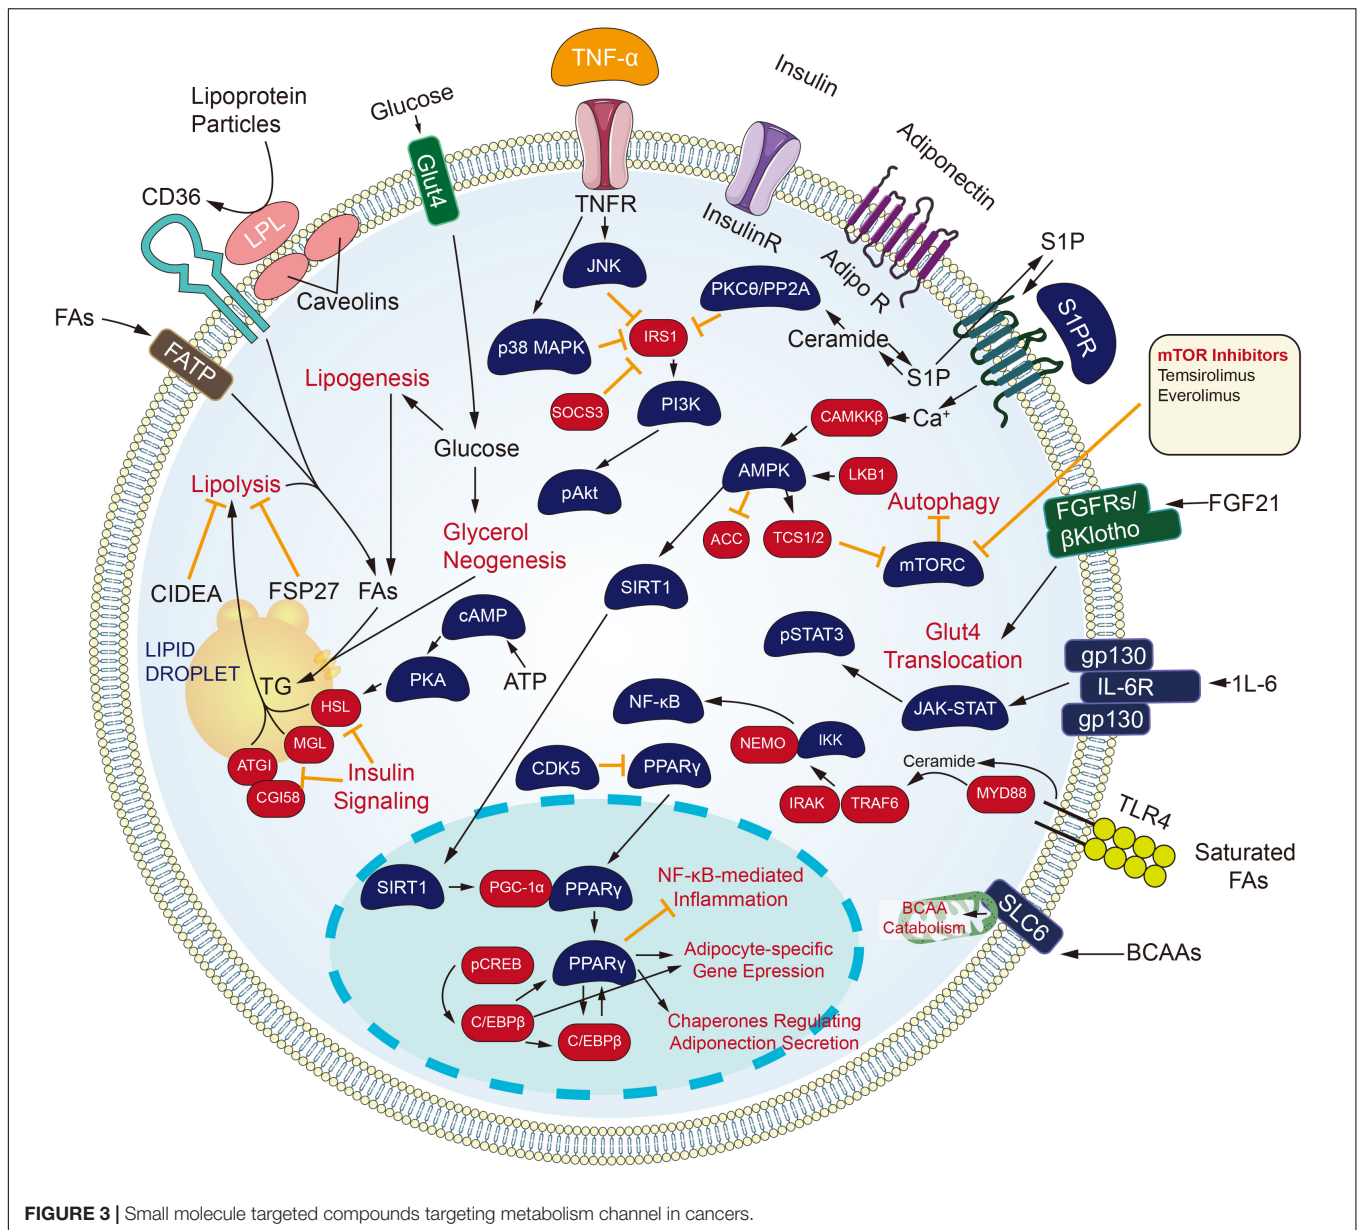 TNF-α
Insulin
Lipoprotein
Particles
Glucose
Adiponectin
Glut4
CD36
LPL
TNFR
InsulinR
Adipo R
S1P
Caveolins
JNK
PKCθ/PP2A
S1PR
FAs
FATP
p38 MAPK
IRS1
Ceramide
S1P
mTOR Inhibitors
Temsirolimus
Everolimus
Lipogenesis
SOCS3
PI3K
CAMKKβ
Ca+
Glucose
AMPK
LKB1
Lipolysis
pAkt
Autophagy
FGFRs/
βKlotho
FGF21
Glycerol
Neogenesis
ACC
TCS1/2
mTORC
CIDEA
FSP27
FAs
SIRT1
cAMP
pSTAT3
Glut4
Translocation
LIPID
DROPLET
TG
PKA
ATP
gp130
IL-6R
gp130
1L-6
HSL
NF-κB
JAK-STAT
MGL
NEMO
IKK
ATGI
CGI58
Insulin
Signaling
CDK5
PPARγ
Ceramide
IRAK
TRAF6
MYD88
TLR4
Saturated
FAs
SIRT1
PGC-1α
PPARγ
NF-κB-mediated
Inflammation
BCAA
Catabolism
SLC6
BCAAs
pCREB
PPARγ
Adipocyte-specific
Gene Epression
C/EBPβ
C/EBPβ
Chaperones Regulating
Adiponection Secretion
FIGURE 3 | Small molecule targeted compounds targeting metabolism channel in cancers.